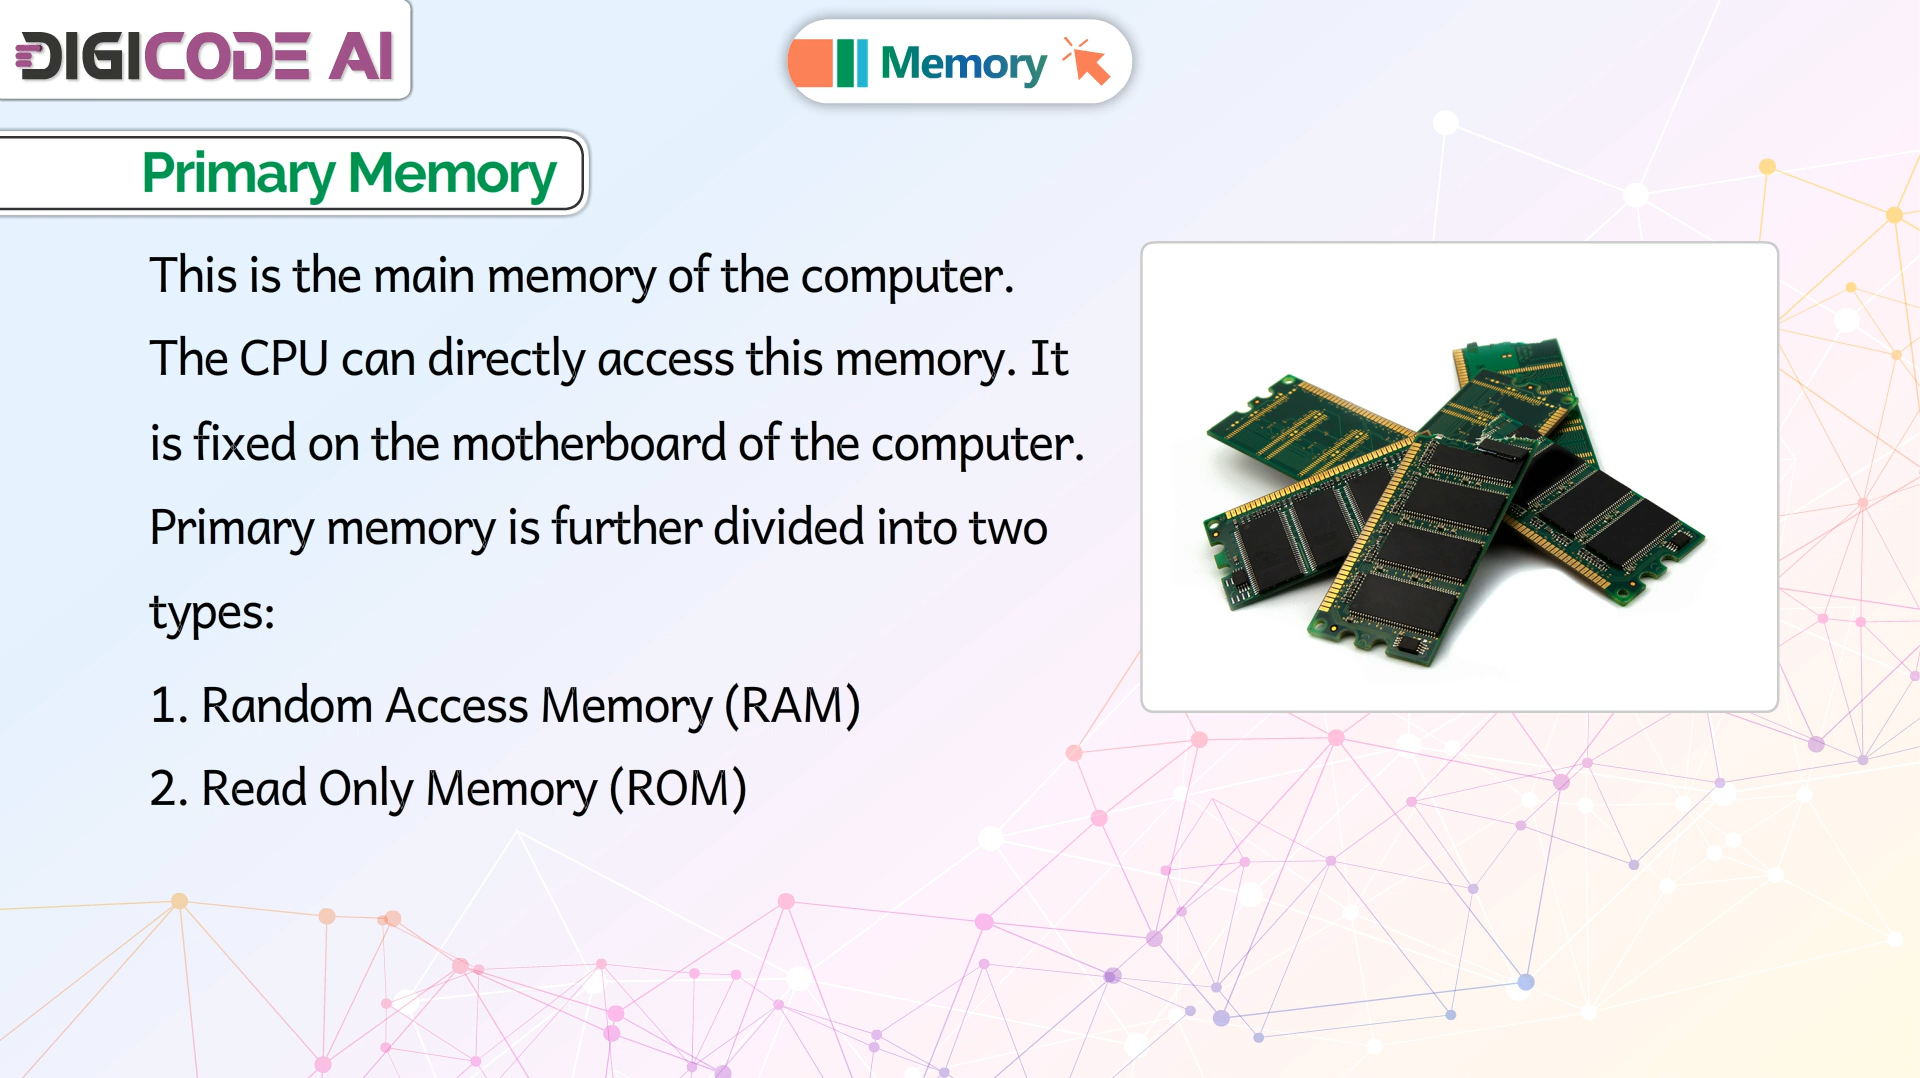 DIGICODE AI
Memory
Primary Memory
This is the main memory of the computer.
The CPU can directly access this memory. It
is fixed on the motherboard of the computer.
Primary memory is further divided into two
types:
1. Random Access Memory (RAM)
2. Read Only Memory (ROM)